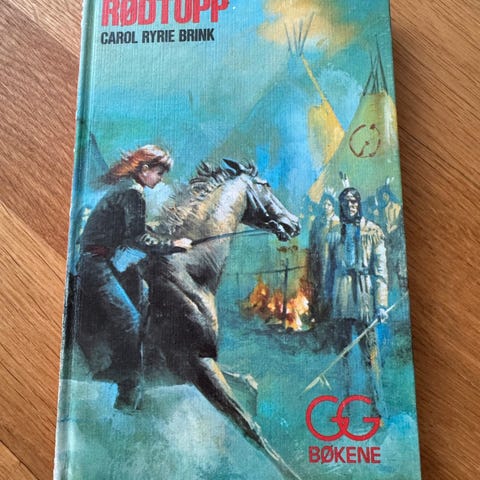 RØDTOPP
CAROL RYRIE BRINK
GG
BØKENE